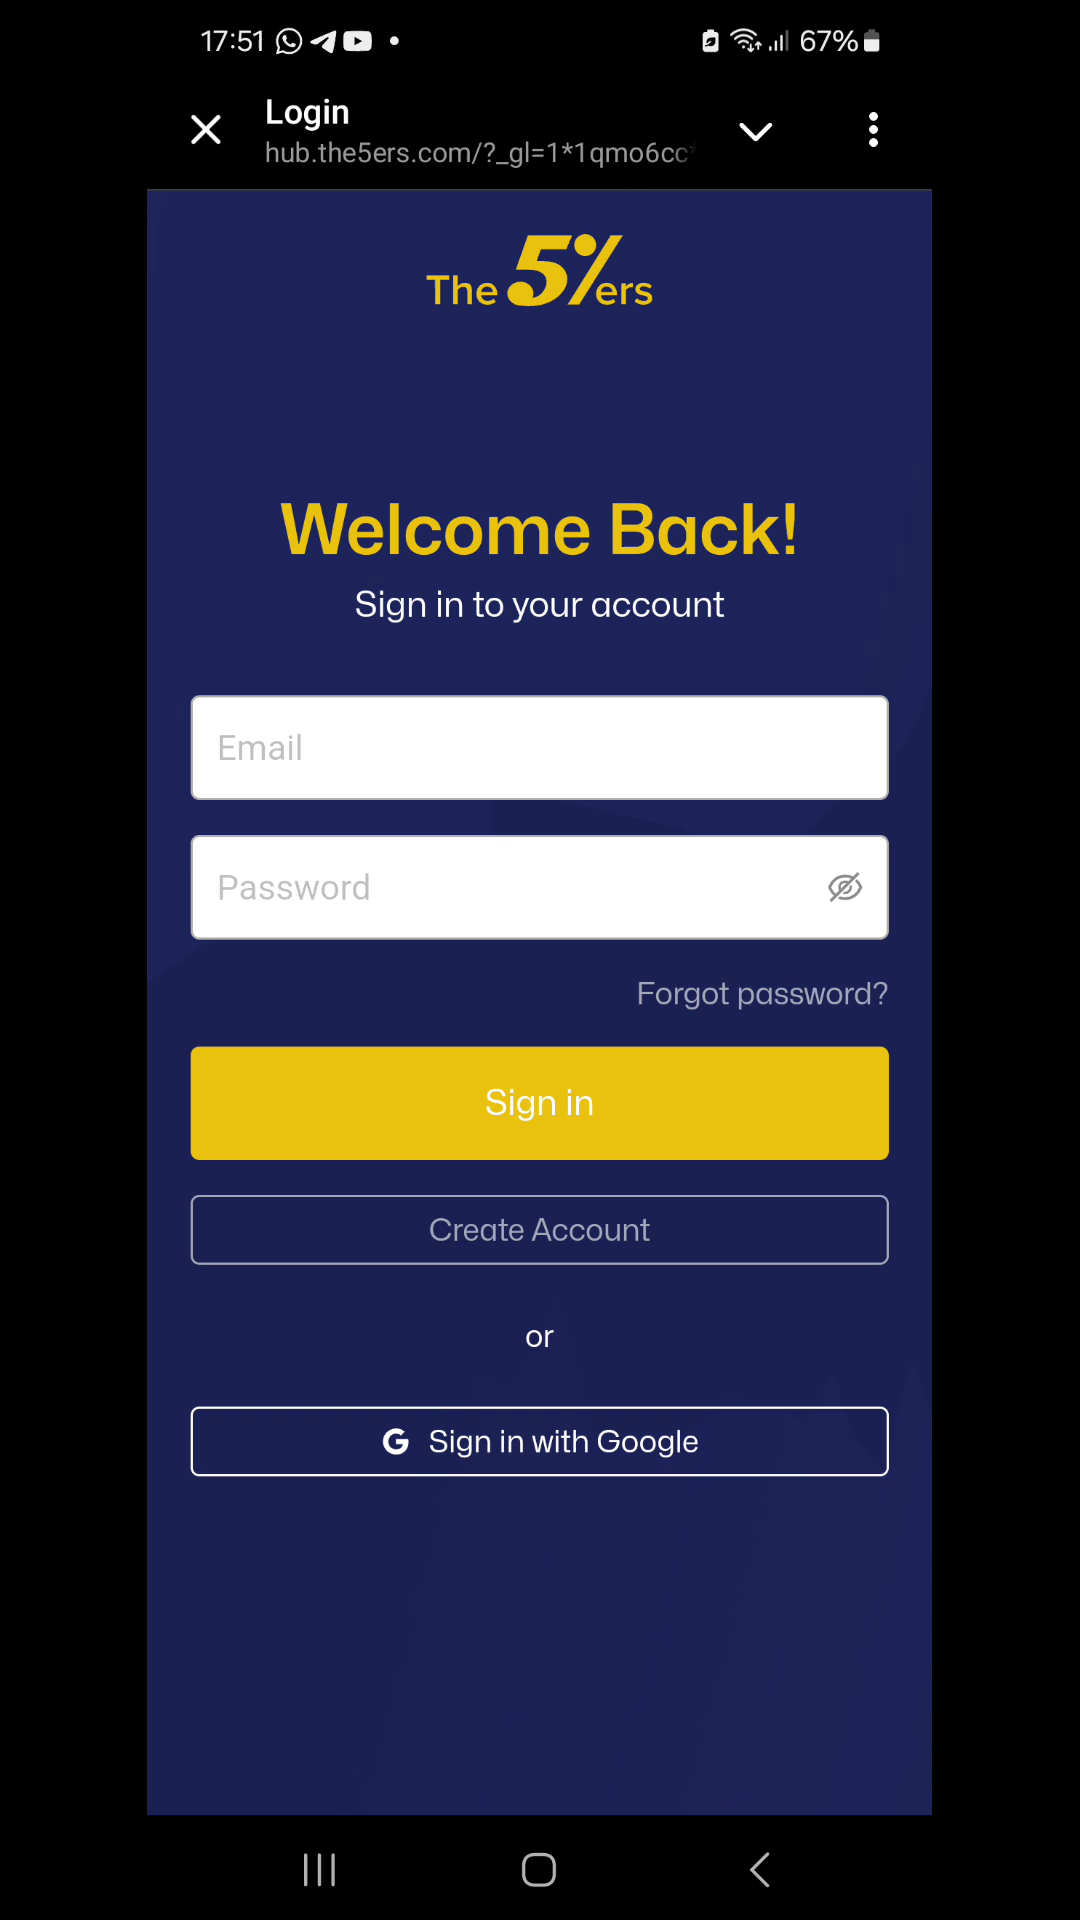 17:51 67%
Login
hub.the5ers.com/?_gl=1*1qmo6cc*
The 5%ers
Welcome Back!
Sign in to your account
Email
Password
Forgot password?
Sign in
Create Account
or
G Sign in with Google